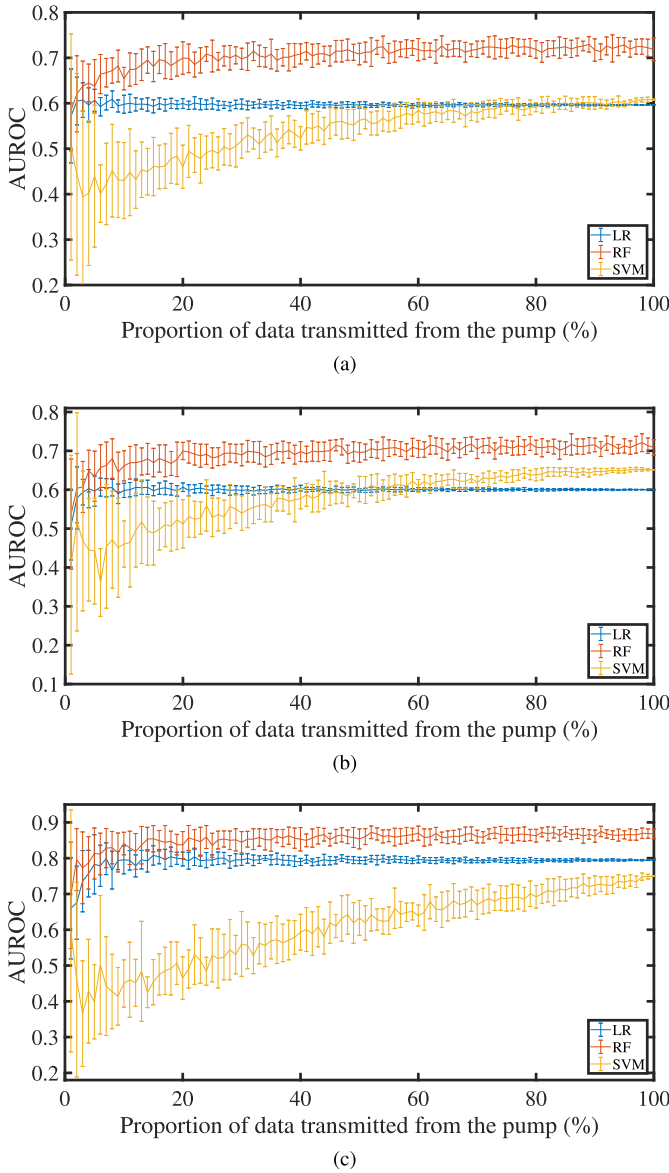 0.8
0.7
0.6
0.5
0.4
0.3
0.2
AUROC
LR
RF
SVM
0 20 40 60 80 100
Proportion of data transmitted from the pump (%)
(a)
0.8
0.7
0.6
0.5
0.4
0.3
0.2
0.1
AUROC
LR
RF
SVM
0 20 40 60 80 100
Proportion of data transmitted from the pump (%)
(b)
0.9
0.8
0.7
0.6
0.5
0.4
0.3
0.2
AUROC
LR
RF
SVM
0 20 40 60 80 100
Proportion of data transmitted from the pump (%)
(c)